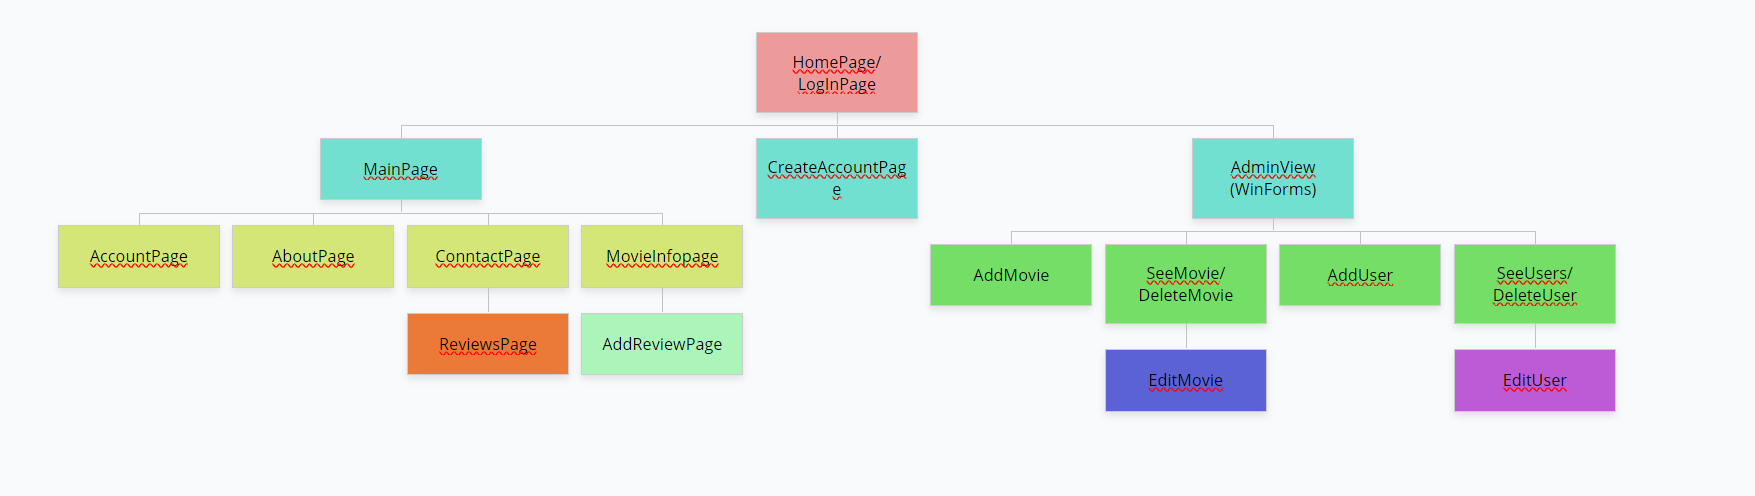 HomePage/
LogInPage
MainPage
CreateAccountPag
e
AdminView
(WinForms)
AccountPage
AboutPage
ConntactPage
MovieInfopage
AddMovie
SeeMovie/
DeleteMovie
AddUser
SeeUsers/
DeleteUser
ReviewsPage
AddReviewPage
EditMovie
EditUser